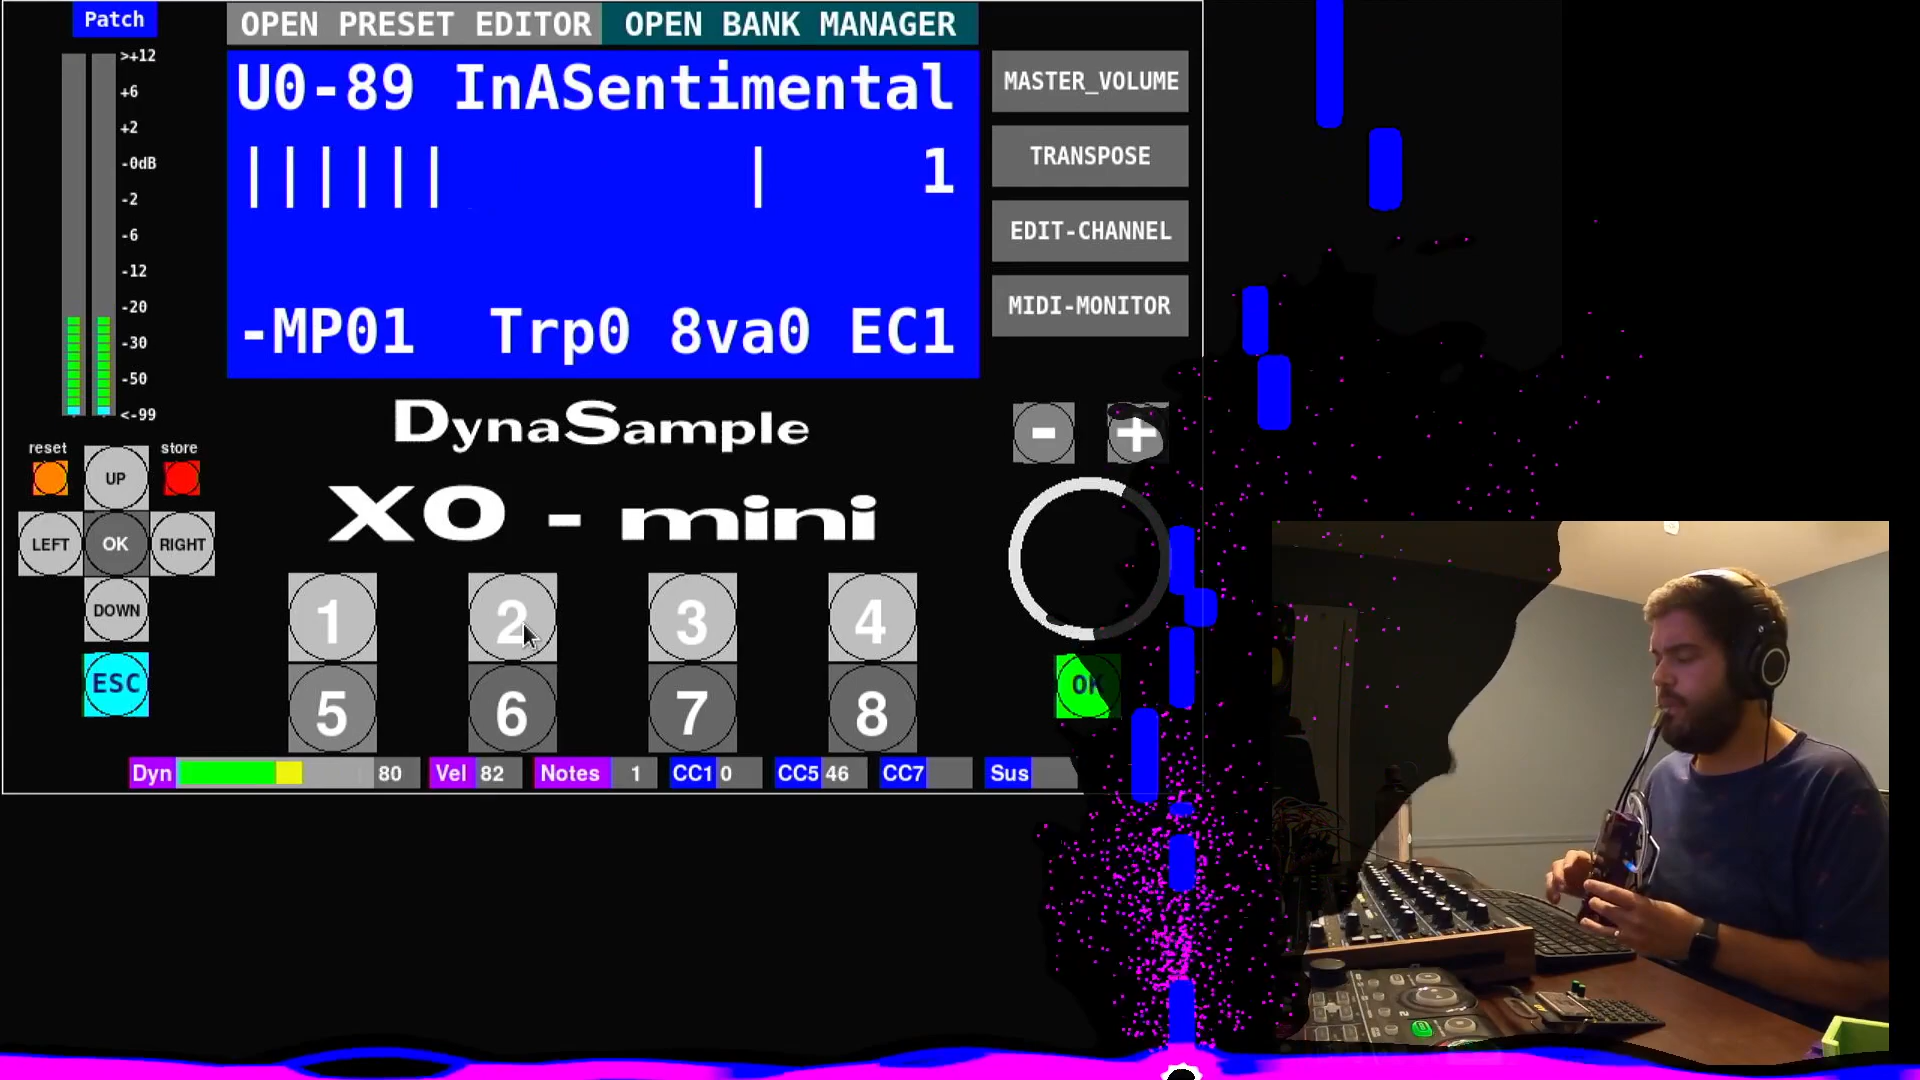 Patch
OPEN PRESET EDITOR OPEN BANK MANAGER
>+12
+6
+2
-0dB
-2
-6
-12
-20
-30
-50
<-99
U0-89 InASentimental
|||||| | 1
-MP01 Trp0 8va0 EC1
MASTER_VOLUME
TRANSPOSE
EDIT-CHANNEL
MIDI-MONITOR
DynaSample
XO - mini
- +
reset store
UP
LEFT OK RIGHT
DOWN
ESC
1 2 3 4
5 6 7 8
OK
Dyn 80 Vel 82 Notes 1 CC1 0 CC5 46 CC7 Sus